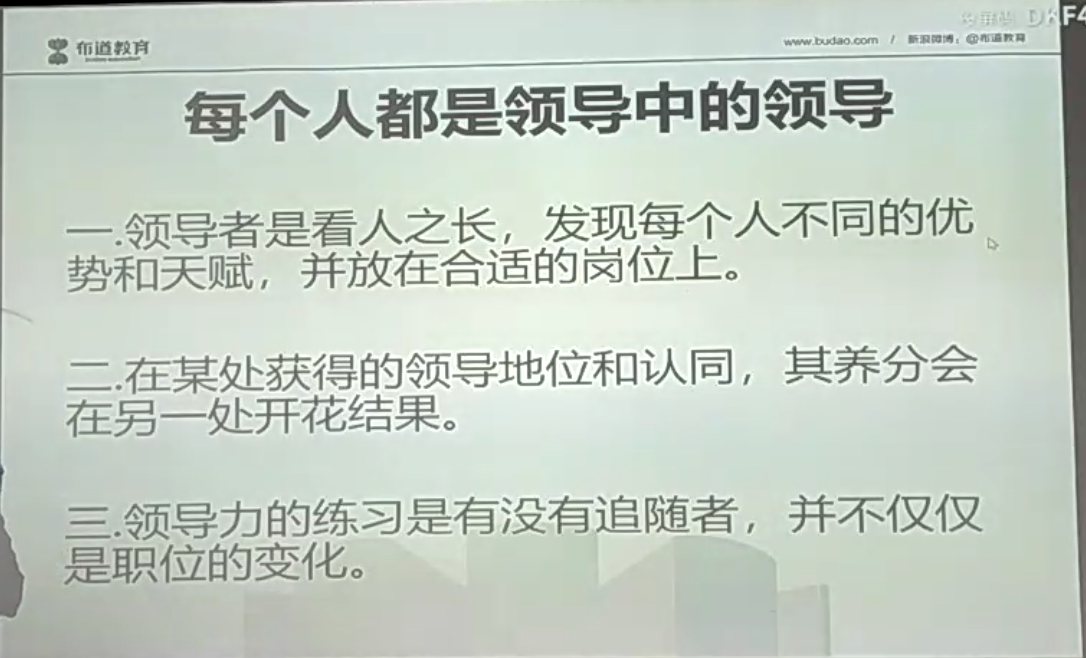 布道教育
www.budao.com / 新浪微博：@布道教育
每个人都是领导中的领导
一.领导者是看人之长，发现每个人不同的优
势和天赋，并放在合适的岗位上。
二.在某处获得的领导地位和认同，其养分会
在另一处开花结果。
三.领导力的练习是有没有追随者，并不仅仅
是职位的变化。